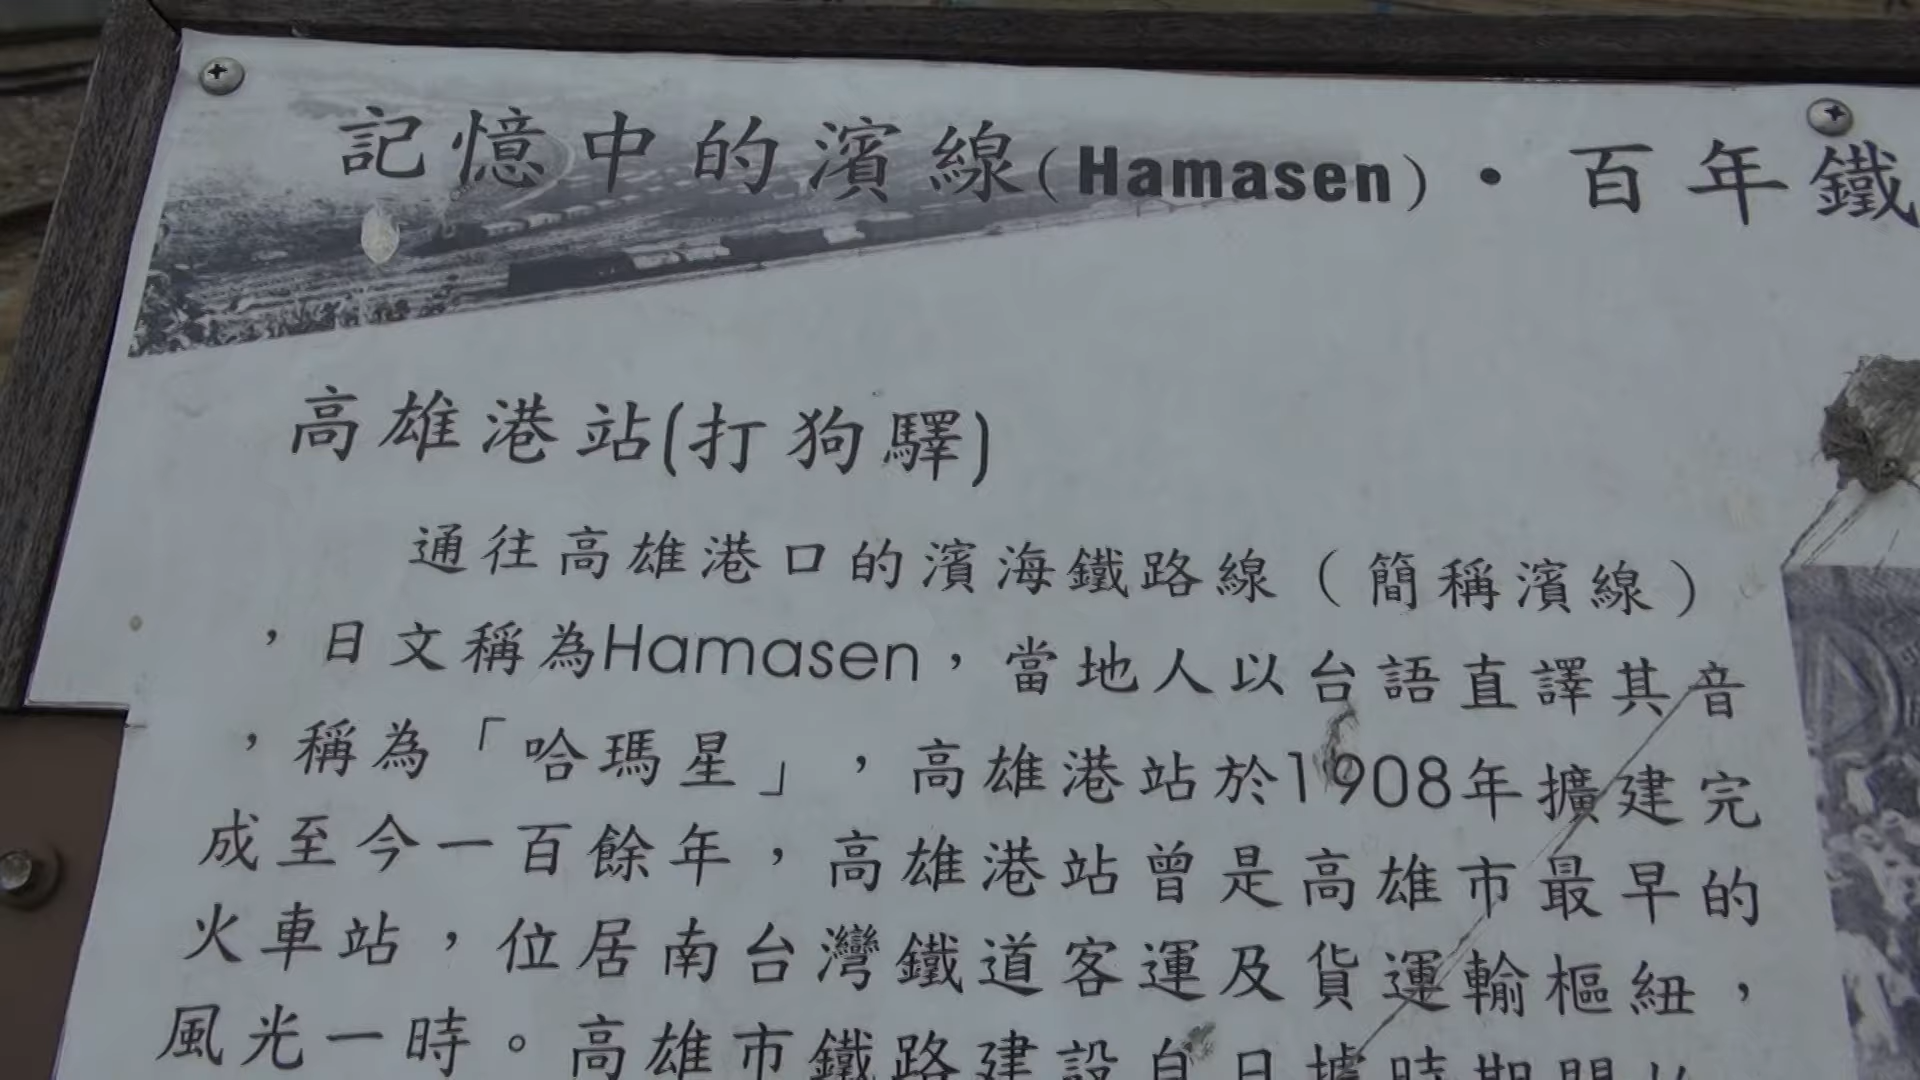 記憶中的濱線(Hamasen)・百年鐵
高雄港站(打狗驛)
通往高雄港口的濱海鐵路線（簡稱濱線）
，日文稱為Hamasen，當地人以台語直譯其音
，稱為「哈瑪星」，高雄港站於1908年擴建完
成至今一百餘年，高雄港站曾是高雄市最早的
火車站，位居南台灣鐵道客運及貨運輸樞紐，
風光一時。高雄市鐵路建設自日據時期開始